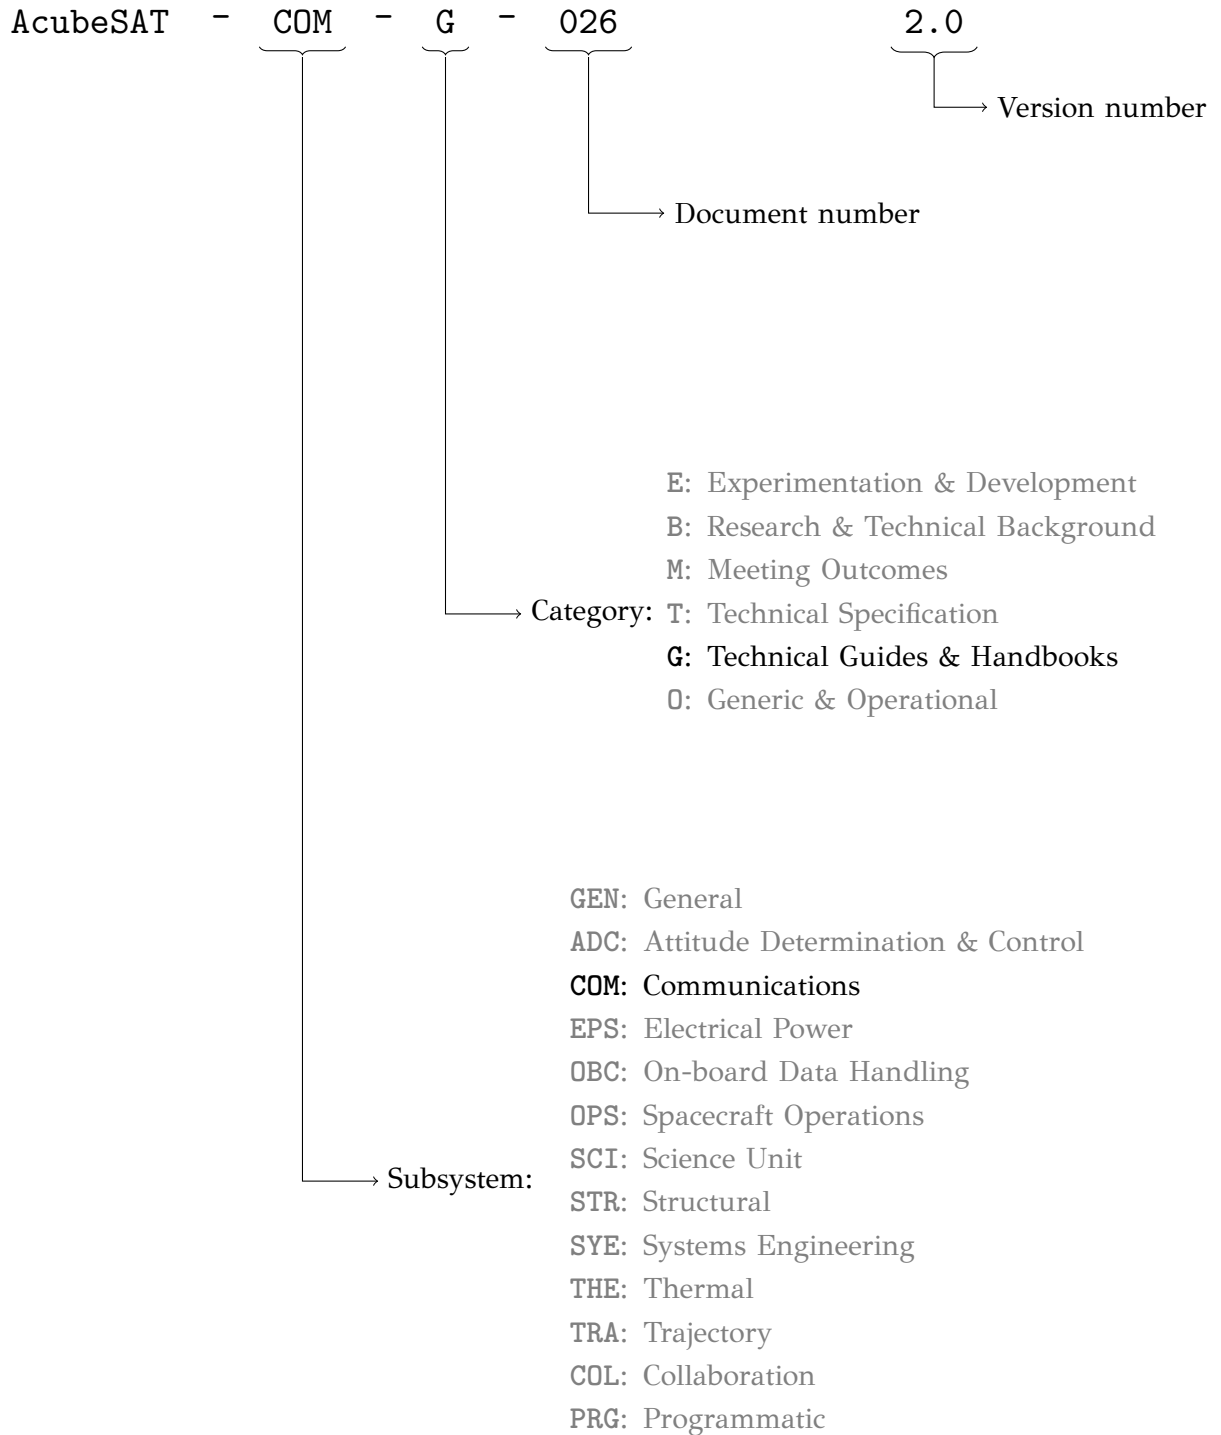 AcubeSAT - COM - G - 026 2.0
Version number
Document number
E: Experimentation & Development
B: Research & Technical Background
M: Meeting Outcomes
Category: T: Technical Specification
G: Technical Guides & Handbooks
O: Generic & Operational
GEN: General
ADC: Attitude Determination & Control
COM: Communications
EPS: Electrical Power
OBC: On-board Data Handling
OPS: Spacecraft Operations
SCI: Science Unit
Subsystem:
STR: Structural
SYE: Systems Engineering
THE: Thermal
TRA: Trajectory
COL: Collaboration
PRG: Programmatic